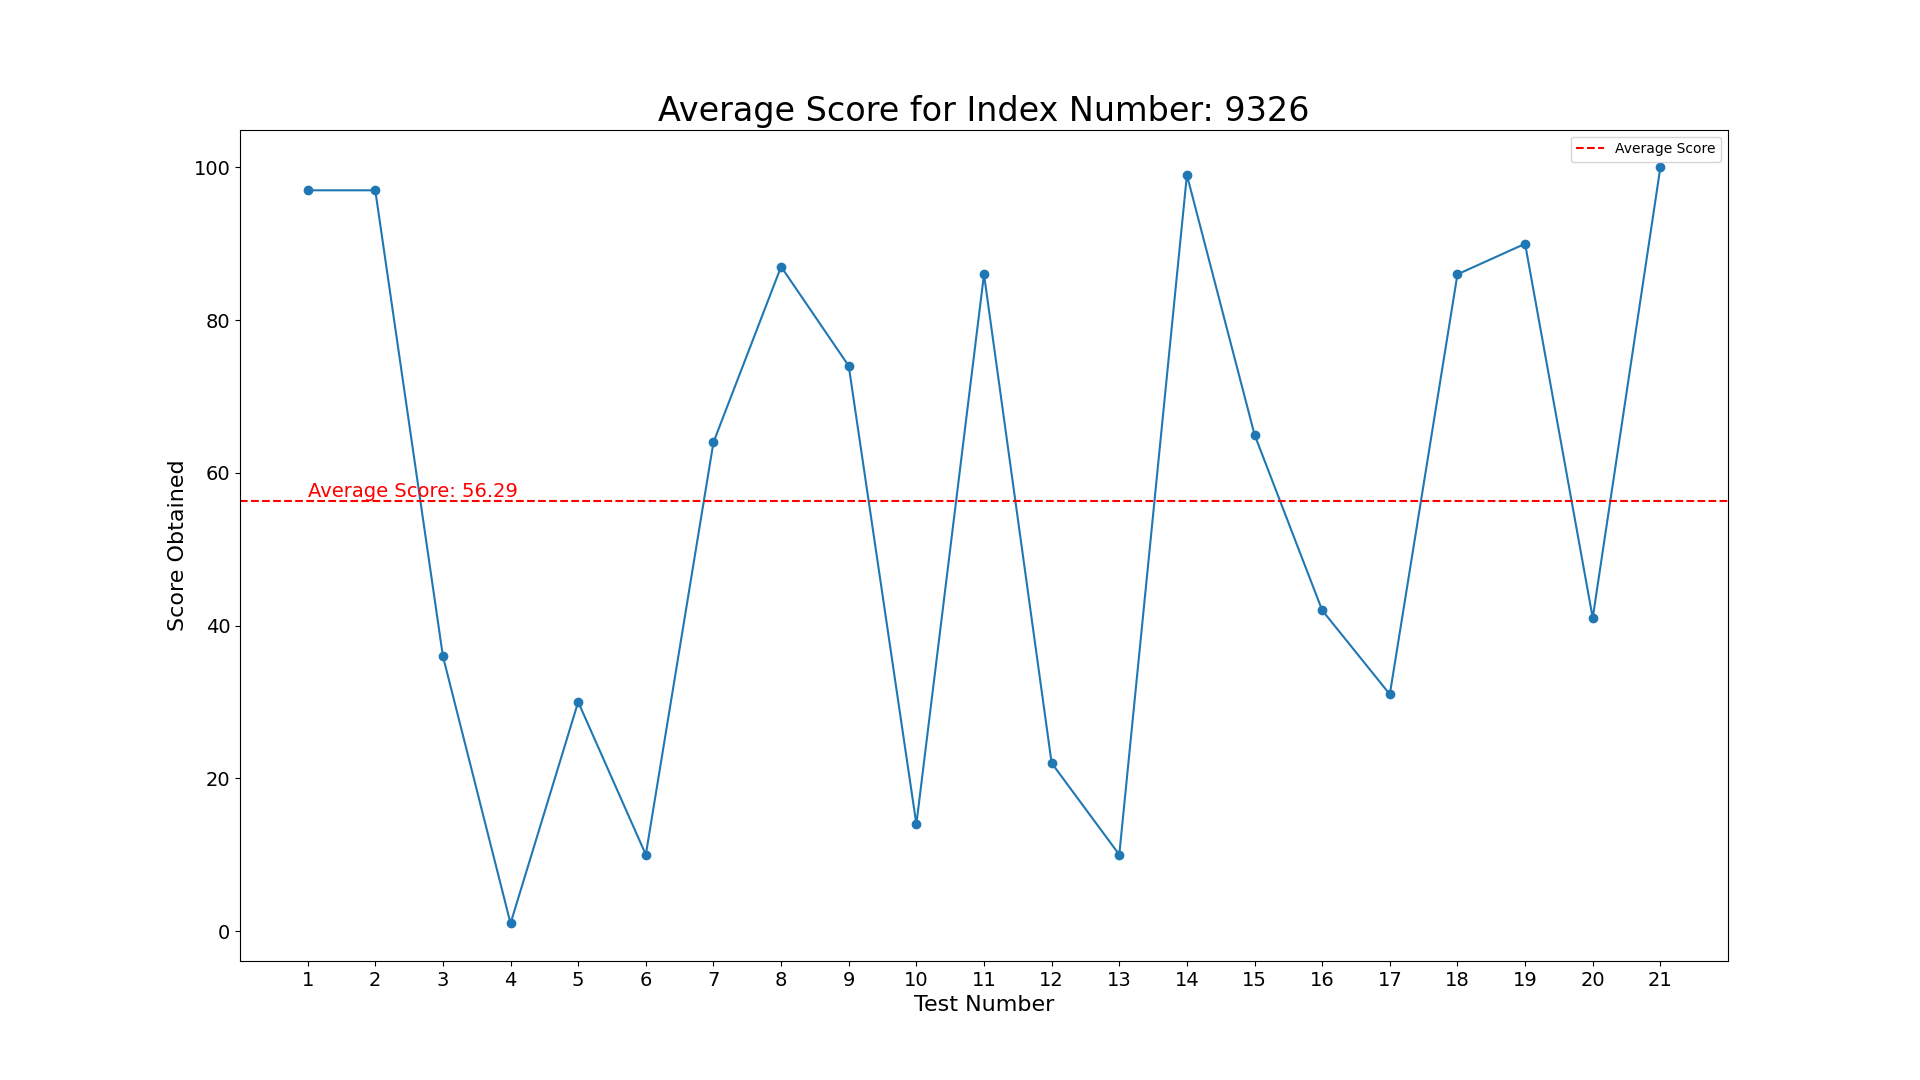 Average Score for Index Number: 9326
Average Score
100
80
60
40
20
0
Score Obtained
Average Score: 56.29
1 2 3 4 5 6 7 8 9 10 11 12 13 14 15 16 17 18 19 20 21
Test Number